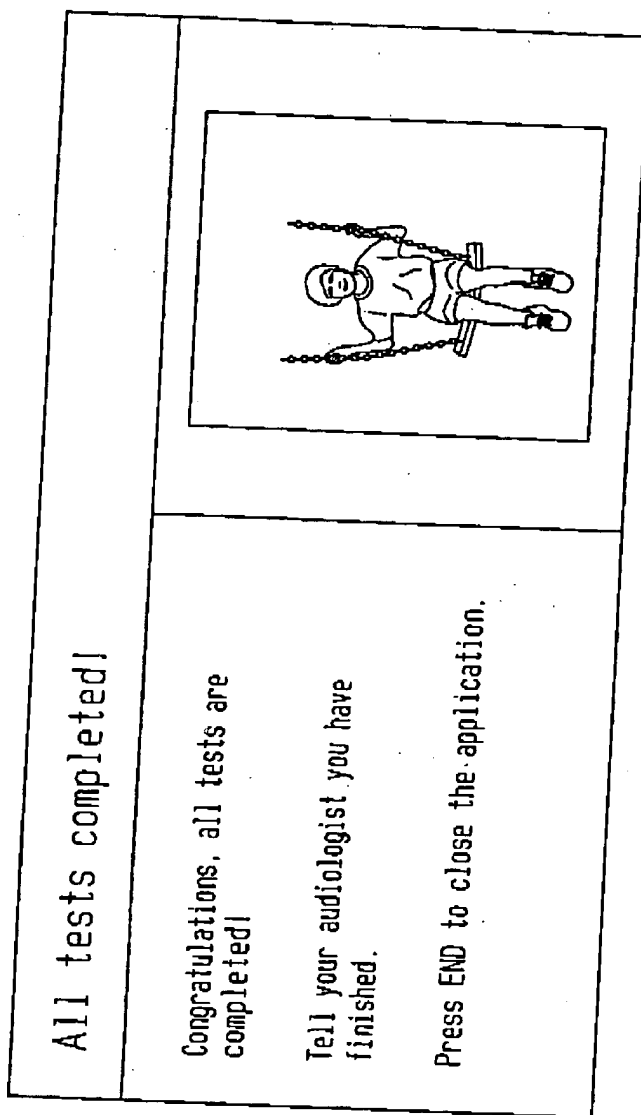 All tests completed!
Congratulations, all tests are
completed!
Tell your audiologist you have
finished.
Press END to close the application.